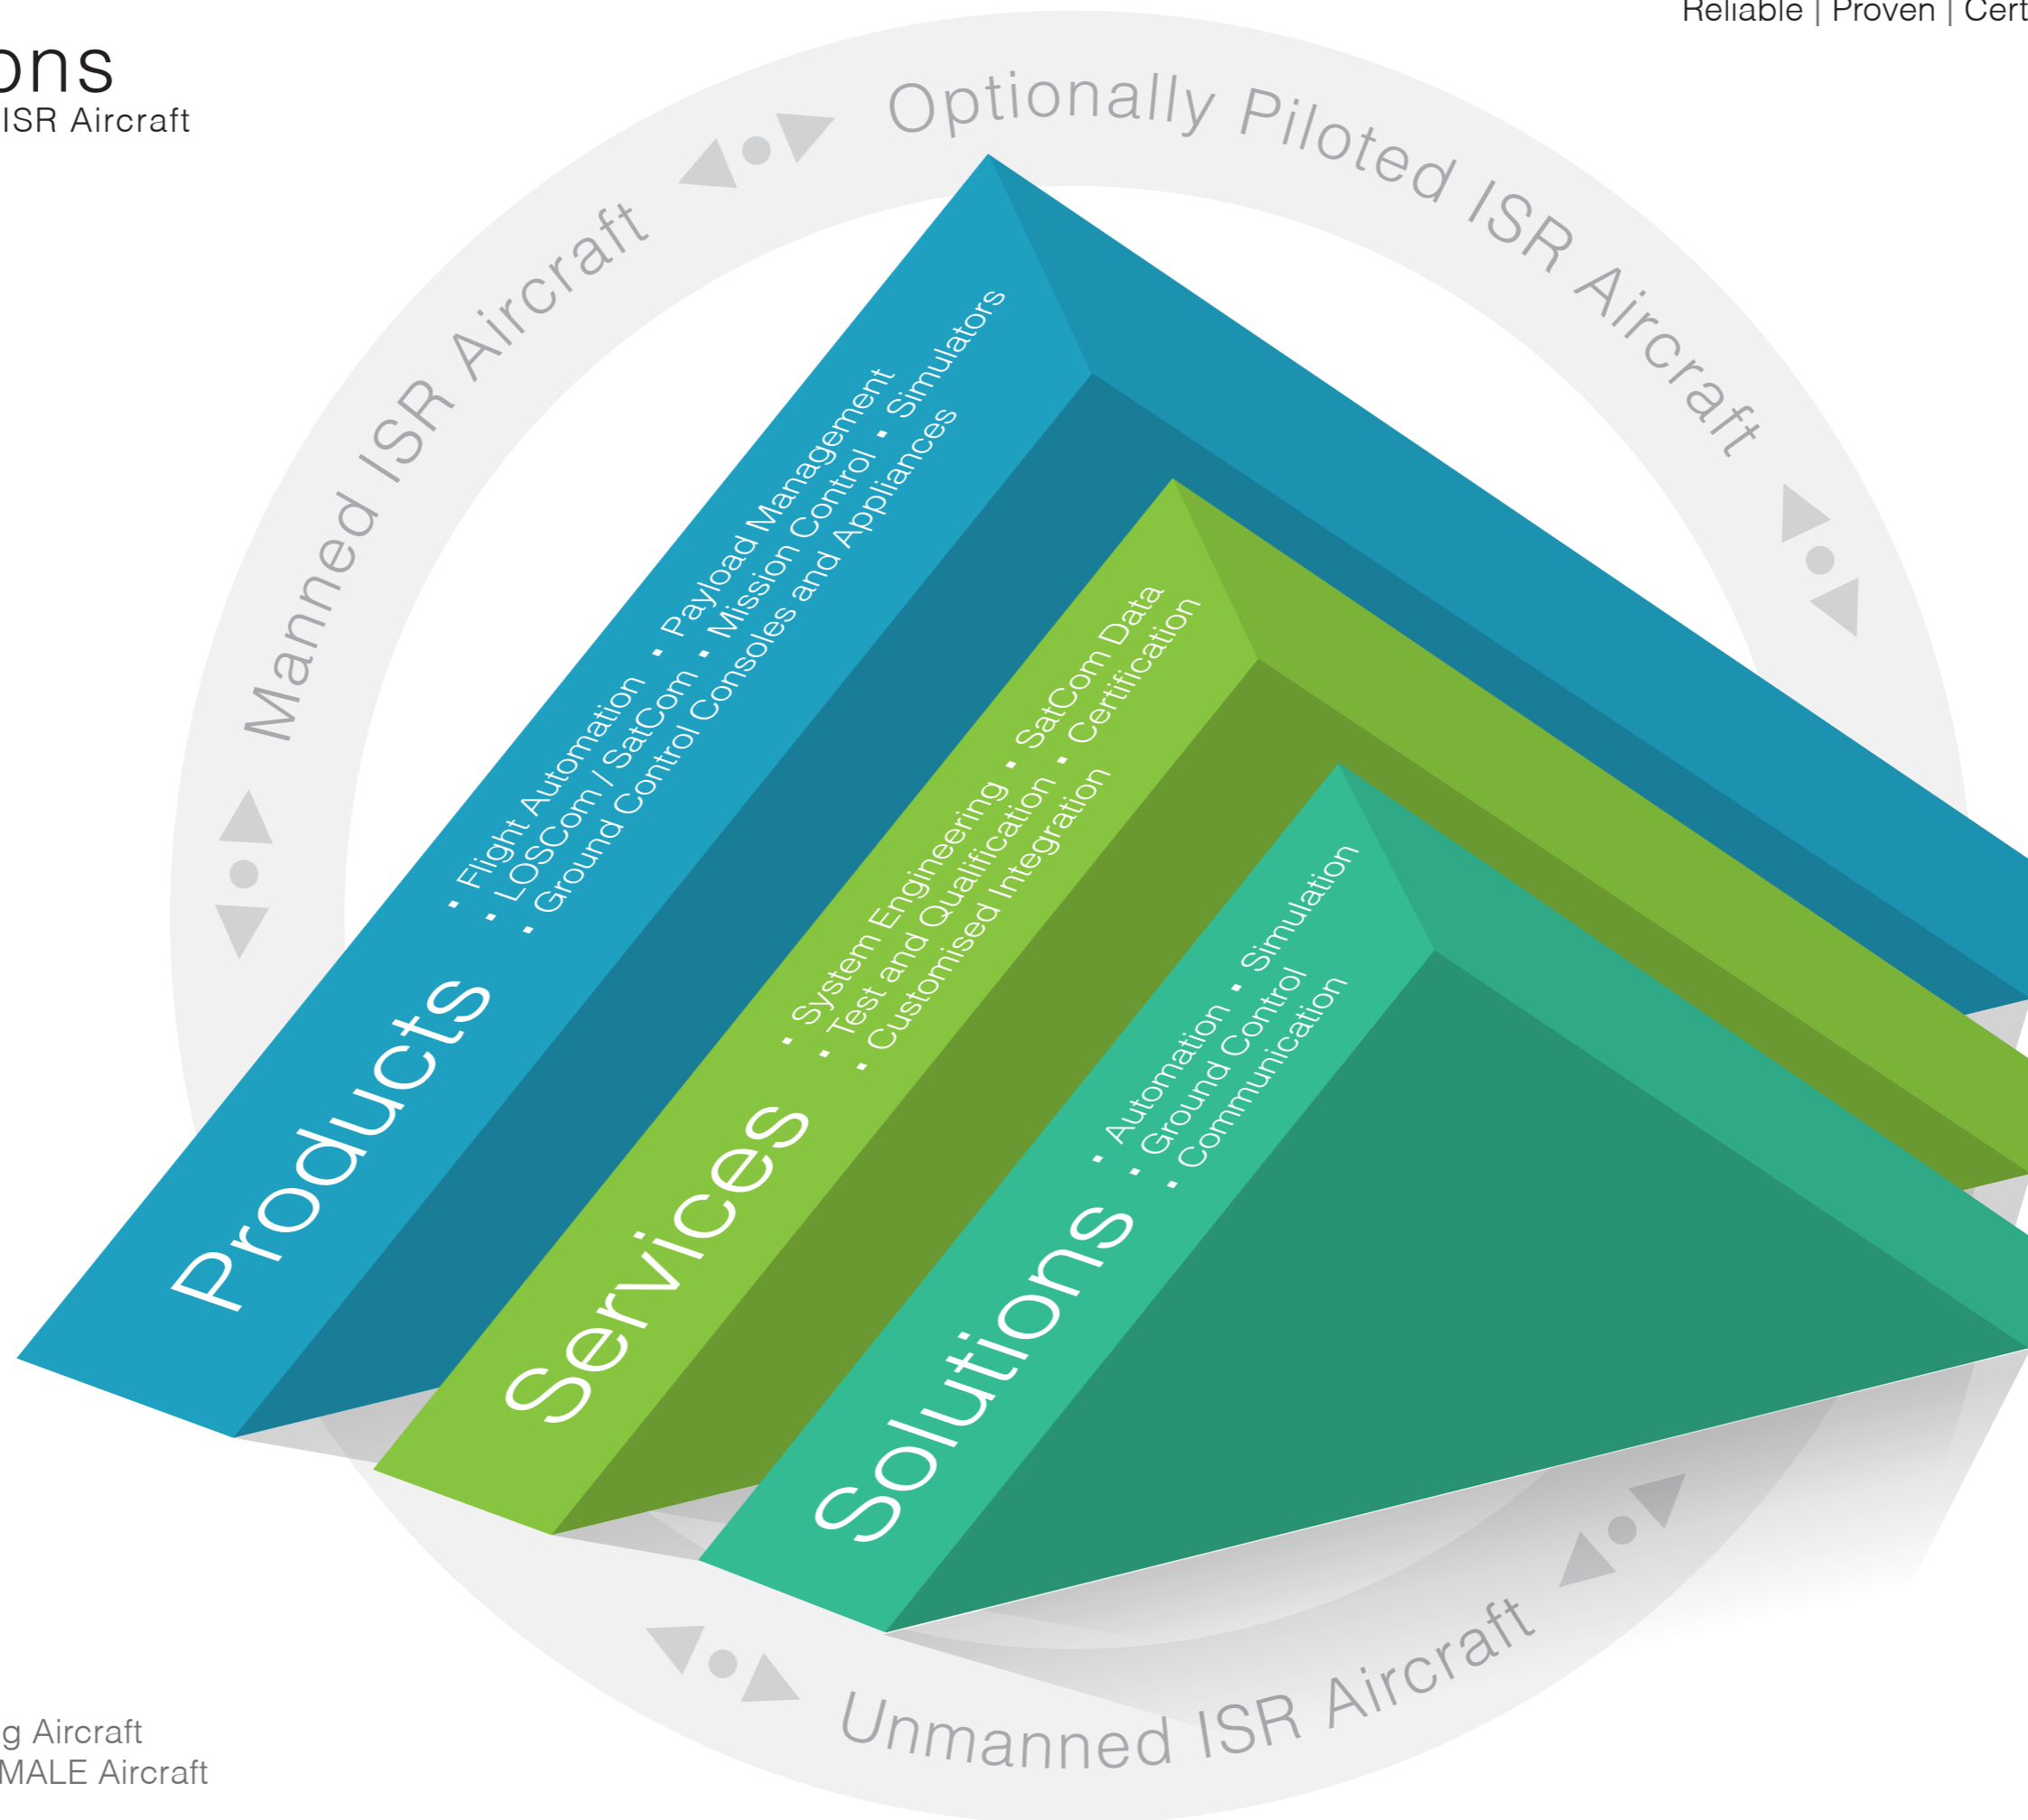 Reliable | Proven | Cert
ons
ISR Aircraft
Optionally Piloted ISR Aircraft
Manned ISR Aircraft
Products
▪ Flight Automation ▪ Payload Management
▪ LOSCom / SatCom ▪ Mission Control ▪ Simulators
▪ Ground Control Consoles and Appliances
Services
▪ System Engineering ▪ SatCom Data
▪ Test and Qualification ▪ Certification
▪ Customised Integration
Solutions
▪ Automation ▪ Simulation
▪ Ground Control
▪ Communication
Unmanned ISR Aircraft
g Aircraft
MALE Aircraft